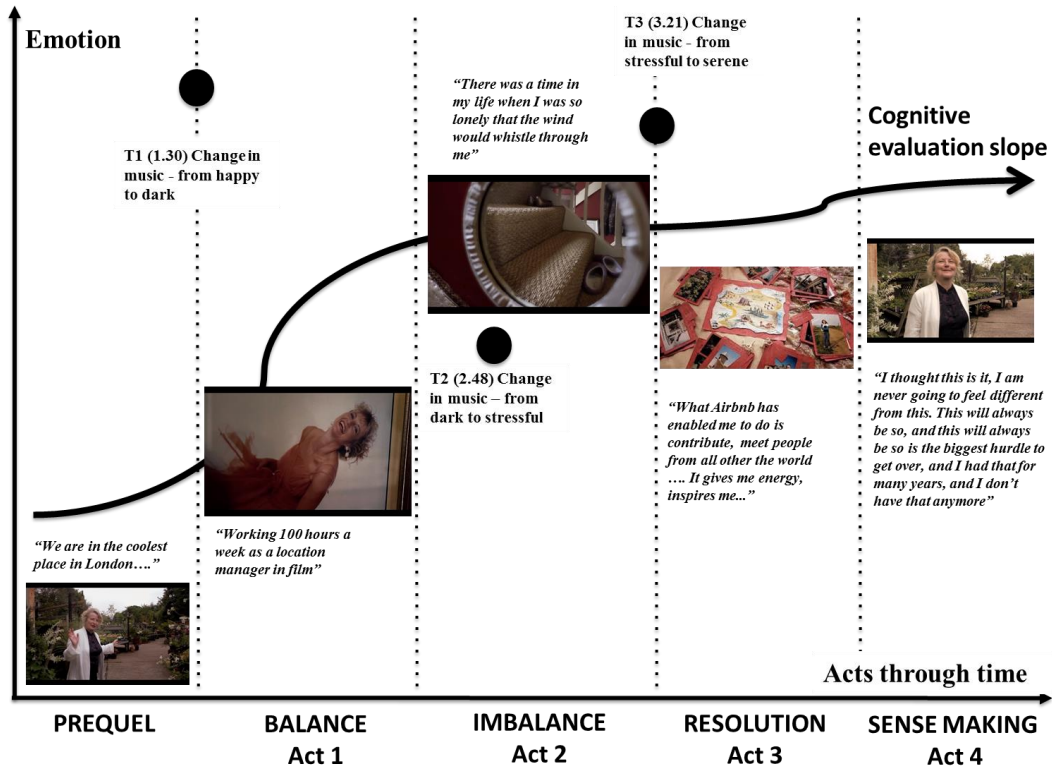 Emotion
T1 (1.30) Change in
music - from happy
to dark
“There was a time in
my life when I was so
lonely that the wind
would whistle through
me”
T3 (3.21) Change
in music - from
stressful to serene
Cognitive
evaluation slope
T2 (2.48) Change
in music – from
dark to stressful
“We are in the coolest
place in London….”
“Working 100 hours a
week as a location
manager in film”
“What Airbnb has
enabled me to do is
contribute, meet people
from all other the world
…. It gives me energy,
inspires me...”
“I thought this is it, I am
never going to feel different
from this. This will always
be so, and this will always
be so is the biggest hurdle to
get over, and I had that for
many years, and I don’t
have that anymore”
Acts through time
PREQUEL
BALANCE
Act 1
IMBALANCE
Act 2
RESOLUTION
Act 3
SENSE MAKING
Act 4